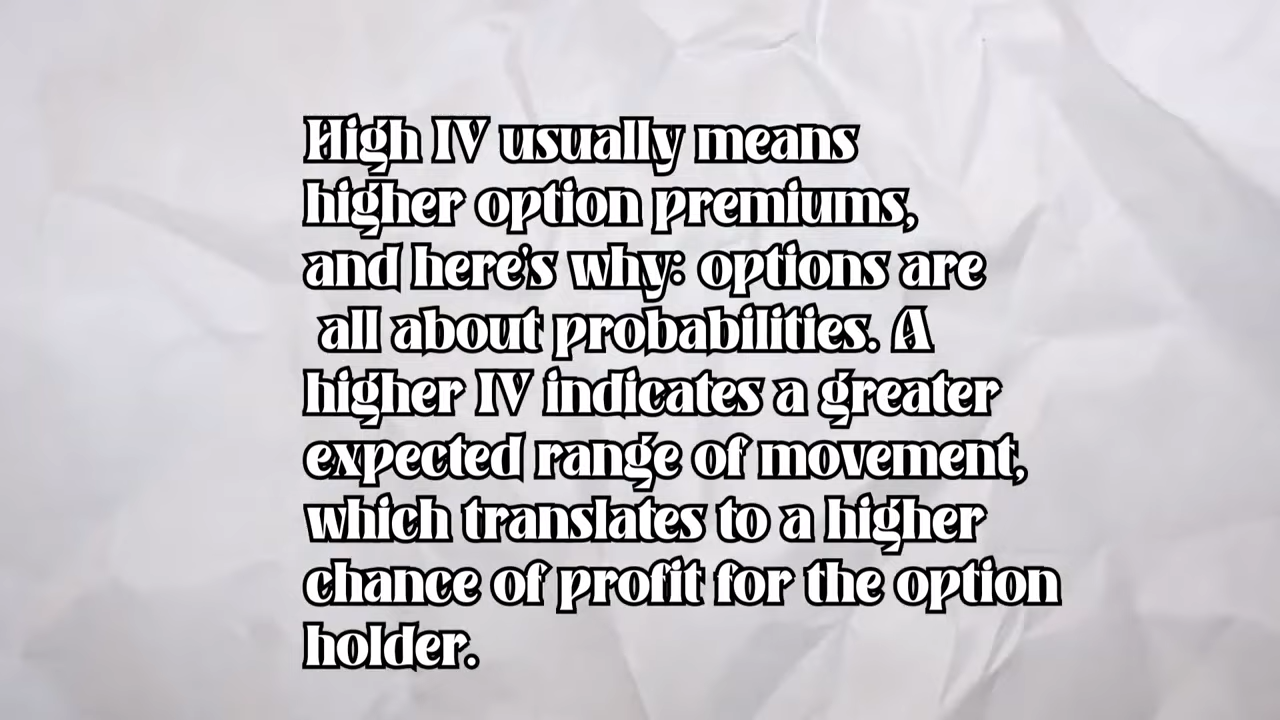 High IV usually means
higher option premiums,
and here's why: options are
all about probabilities. A
higher IV indicates a greater
expected range of movement,
which translates to a higher
chance of profit for the option
holder.